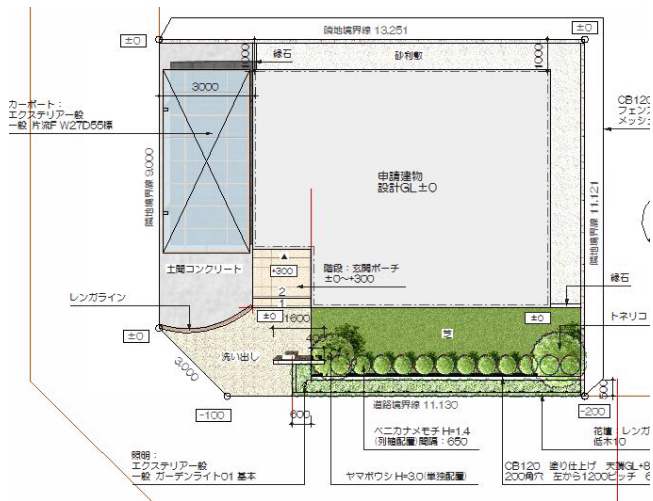 隣地境界線 13.251
±0
±0
縁石
砂利敷
1000
1000
3000
カーポート：
エクステリア一般
一般 片流F W27D55標
CB120
フェンス
メッシュ
隣地境界線 9.000
申請建物
設計GL±0
隣地境界線 11.121
土間コンクリート
+300
階段：玄関ポーチ
±0～+300
縁石
レンガライン
2
1
±0
1600
±0
トネリコ
±0
芝
洗い出し
3.000
-100
600
道路境界線 11.130
500
-200
ベニカナメモチ H=1.4
(列植配置) 間隔：650
花壇：レンガ
低木10
照明：
エクステリア一般
一般 ガーデンライト01 基本
ヤマボウシ H=3.0(単独配置)
CB120 塗り仕上げ 天端GL+8
200角穴 左から1200ピッチ 6